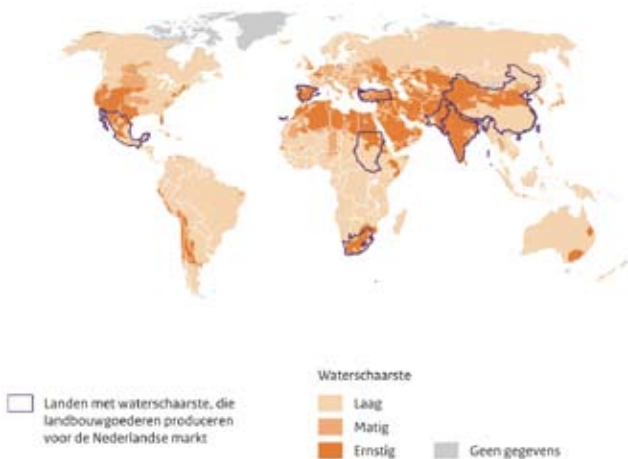 Waterschaarste
Landen met waterschaarste, die
landbouwgoederen produceren
voor de Nederlandse markt
Laag
Matig
Ernstig
Geen gegevens